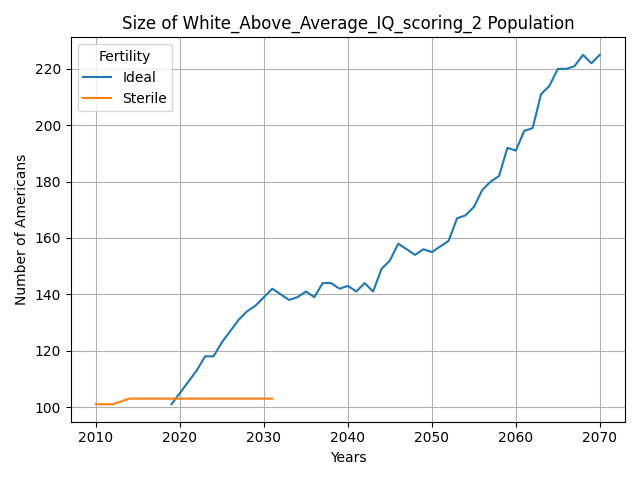 Size of White_Above_Average_IQ_scoring_2 Population
Fertility
Ideal
Sterile
Number of Americans
220
200
180
160
140
120
100
2010 2020 2030 2040 2050 2060 2070
Years